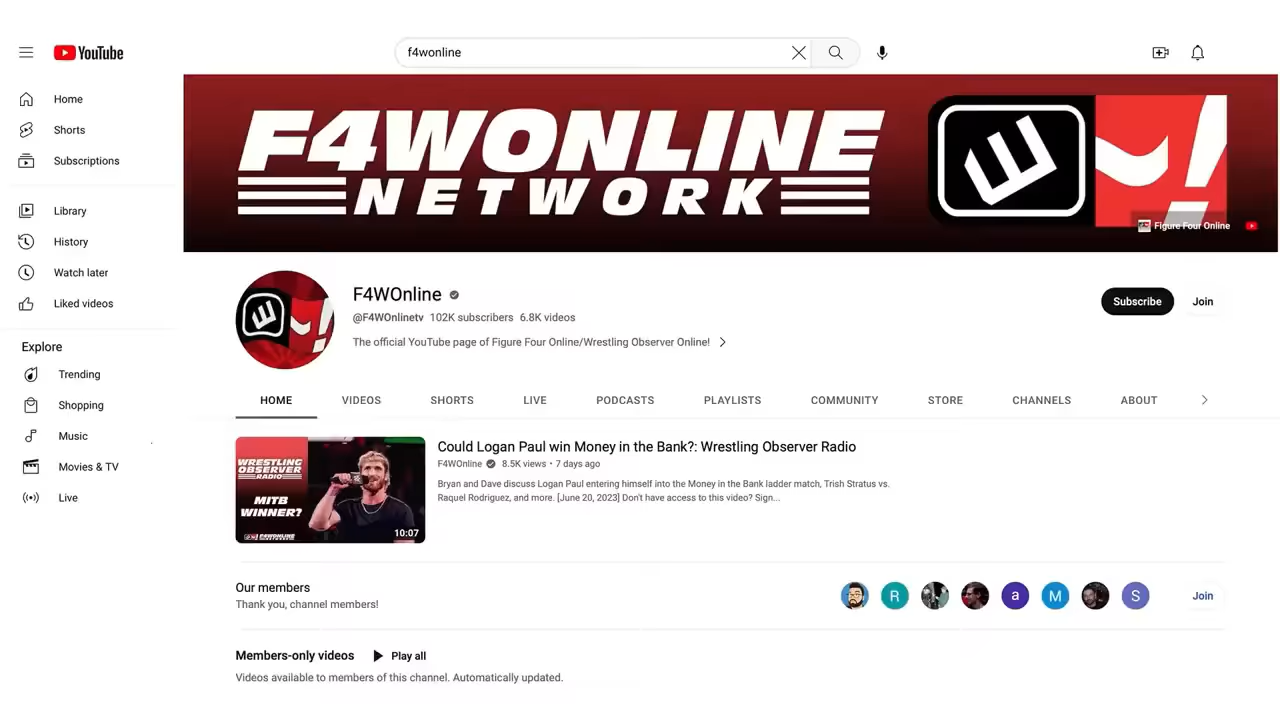 YouTube
f4wonline
Home
Shorts
Subscriptions
Library
History
Watch later
Liked videos
Explore
Trending
Shopping
Music
Movies & TV
Live
F4WONLINE
NETWORK
Figure Four Online
F4WOnline
@F4WOnlinetv 102K subscribers 6.8K videos
The official YouTube page of Figure Four Online/Wrestling Observer Online!
Subscribe
Join
HOME VIDEOS SHORTS LIVE PODCASTS PLAYLISTS COMMUNITY STORE CHANNELS ABOUT
WRESTLING
OBSERVER
RADIO
MITB
WINNER?
F4WONLINE
10:07
Could Logan Paul win Money in the Bank?: Wrestling Observer Radio
F4WOnline 8.5K views • 7 days ago
Bryan and Dave discuss Logan Paul entering himself into the Money in the Bank ladder match, Trish Stratus vs.
Raquel Rodriguez, and more. [June 20, 2023] Don't have access to this video? Sign...
Our members
Thank you, channel members!
R a M S
Join
Members-only videos Play all
Videos available to members of this channel. Automatically updated.